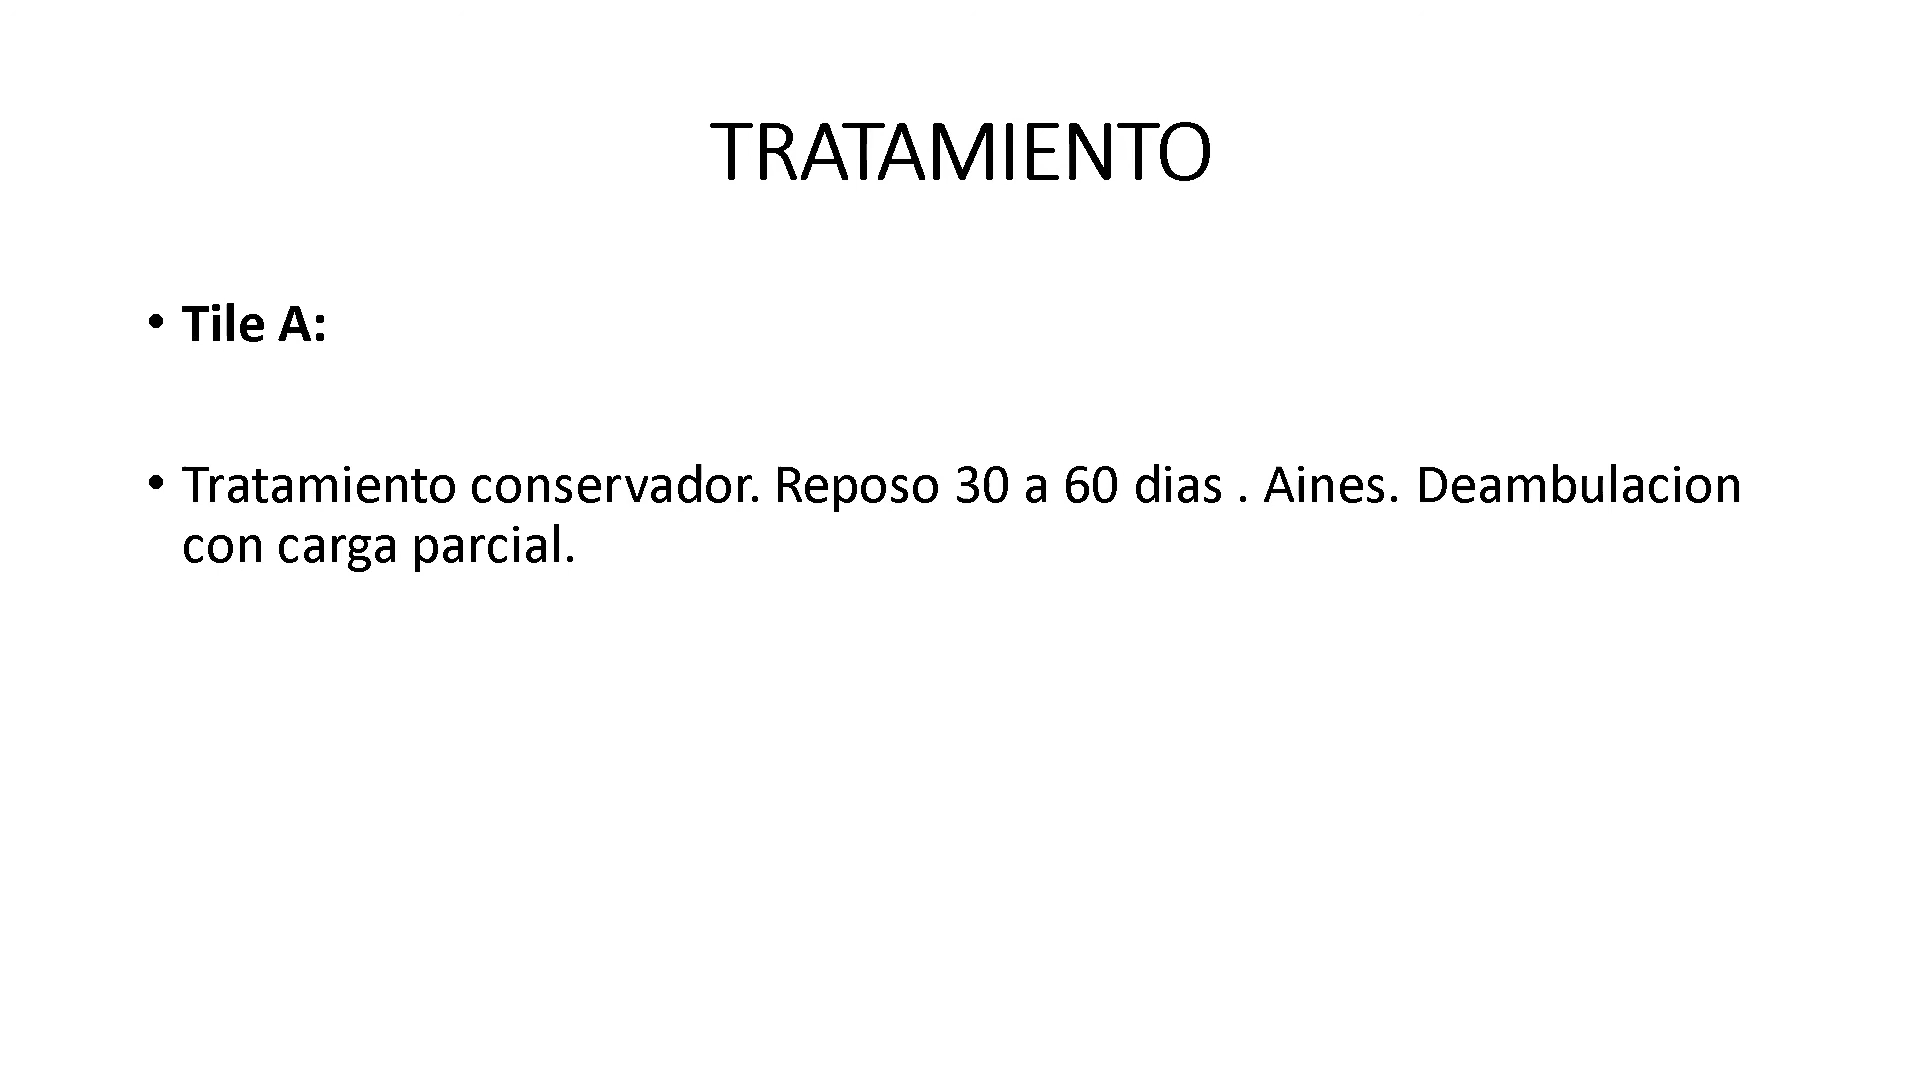 TRATAMIENTO
• Tile A:
• Tratamiento conservador. Reposo 30 a 60 dias . Aines. Deambulacion
con carga parcial.